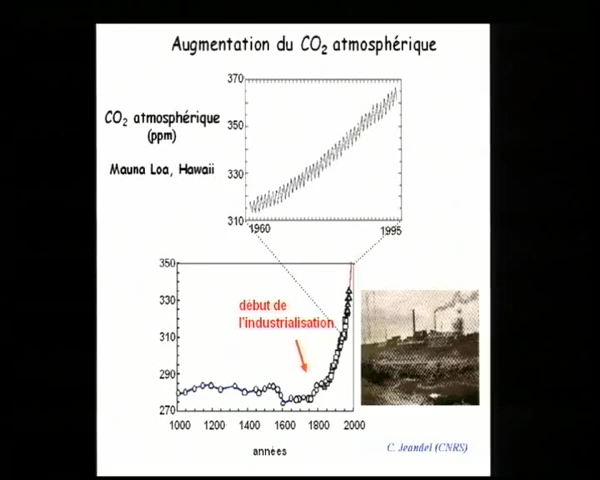 Augmentation du CO2 atmosphérique
370
CO2 atmosphérique
(ppm)
350
Mauna Loa, Hawaii
330
310
1960
1995
350
330
début de
l'industrialisation
310
290
270
1000 1200 1400 1600 1800 2000
années
C. Jeandel (CNRS)